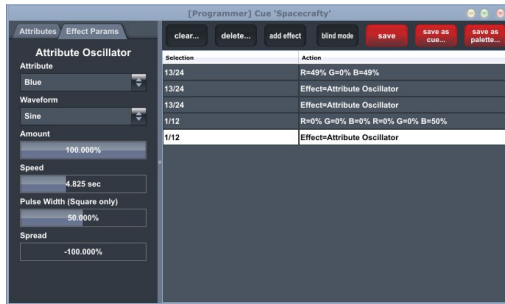 [Programmer] Cue 'Spacecrafty'
Attributes Effect Params
Attribute Oscillator
Attribute
Blue
Waveform
Sine
Amount
100.000%
Speed
4.825 sec
Pulse Width (Square only)
50.000%
Spread
-100.000%
clear... delete... add effect blind mode save save as cue... save as palette...
Selection Action
13/24 R=49% G=0% B=49%
13/24 Effect=Attribute Oscillator
13/24 Effect=Attribute Oscillator
1/12 R=0% G=0% B=0% R=0% G=0% B=50%
1/12 Effect=Attribute Oscillator